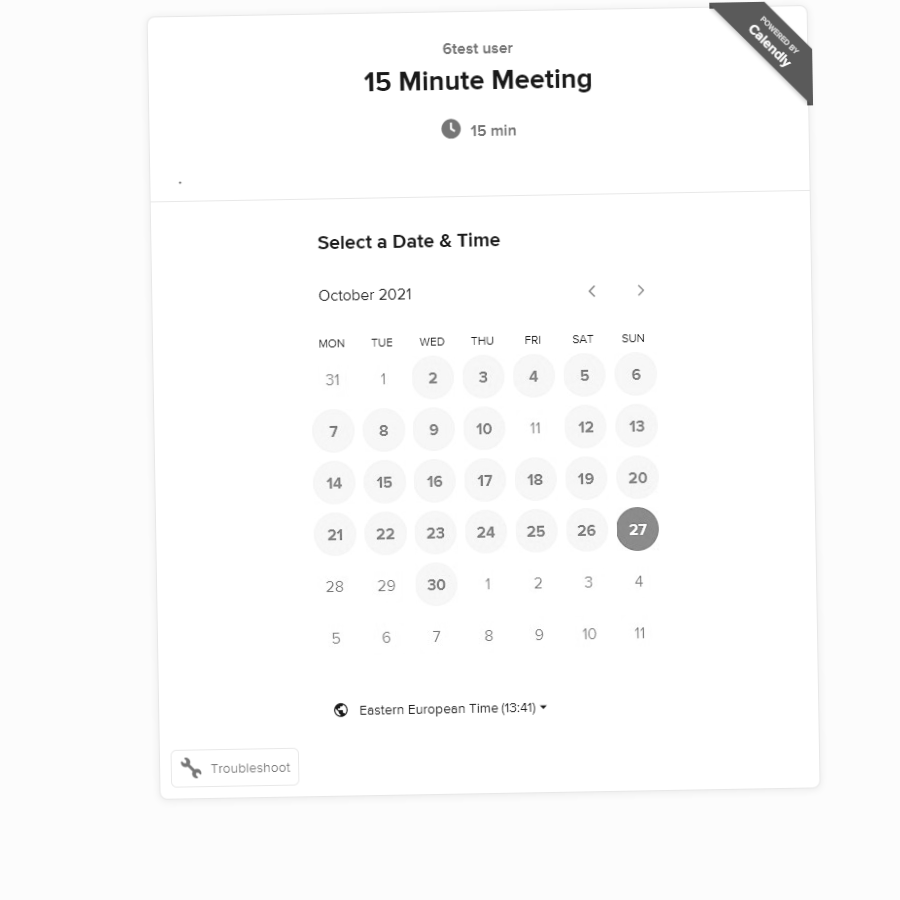 POWERED BY
Calendly
6test user
15 Minute Meeting
15 min
.
Select a Date & Time
October 2021
MON TUE WED THU FRI SAT SUN
31 1 2 3 4 5 6
7 8 9 10 11 12 13
14 15 16 17 18 19 20
21 22 23 24 25 26 27
28 29 30 1 2 3 4
5 6 7 8 9 10 11
Eastern European Time (13:41)
Troubleshoot